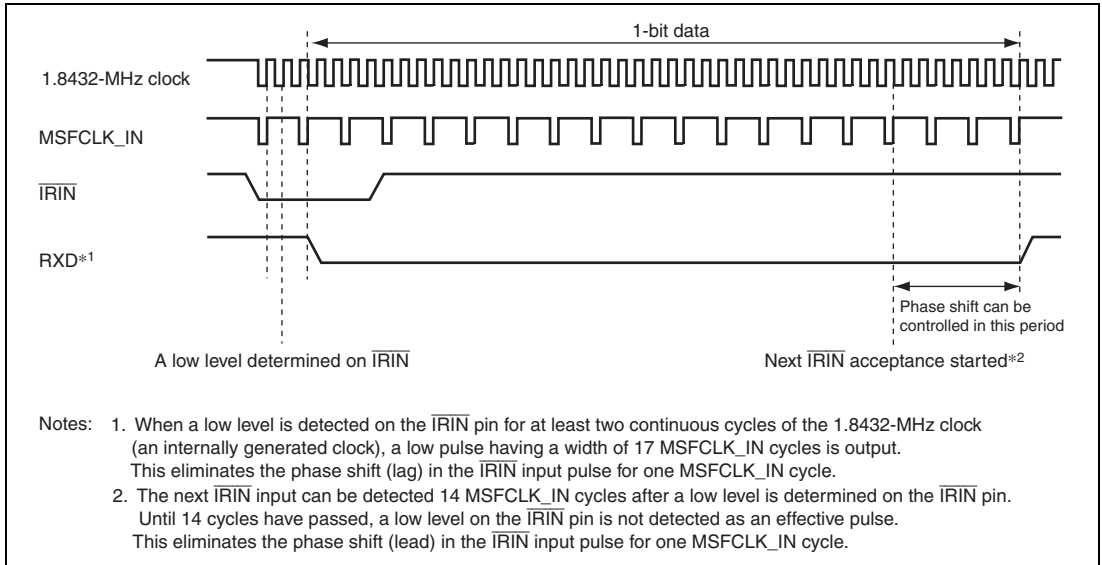 1-bit data
1.8432-MHz clock
MSFCLK_IN
IRIN
RXD*1
Phase shift can be
controlled in this period
A low level determined on IRIN
Next IRIN acceptance started*2
Notes: 1. When a low level is detected on the IRIN pin for at least two continuous cycles of the 1.8432-MHz clock
(an internally generated clock), a low pulse having a width of 17 MSFCLK_IN cycles is output.
This eliminates the phase shift (lag) in the IRIN input pulse for one MSFCLK_IN cycle.
2. The next IRIN input can be detected 14 MSFCLK_IN cycles after a low level is determined on the IRIN pin.
Until 14 cycles have passed, a low level on the IRIN pin is not detected as an effective pulse.
This eliminates the phase shift (lead) in the IRIN input pulse for one MSFCLK_IN cycle.